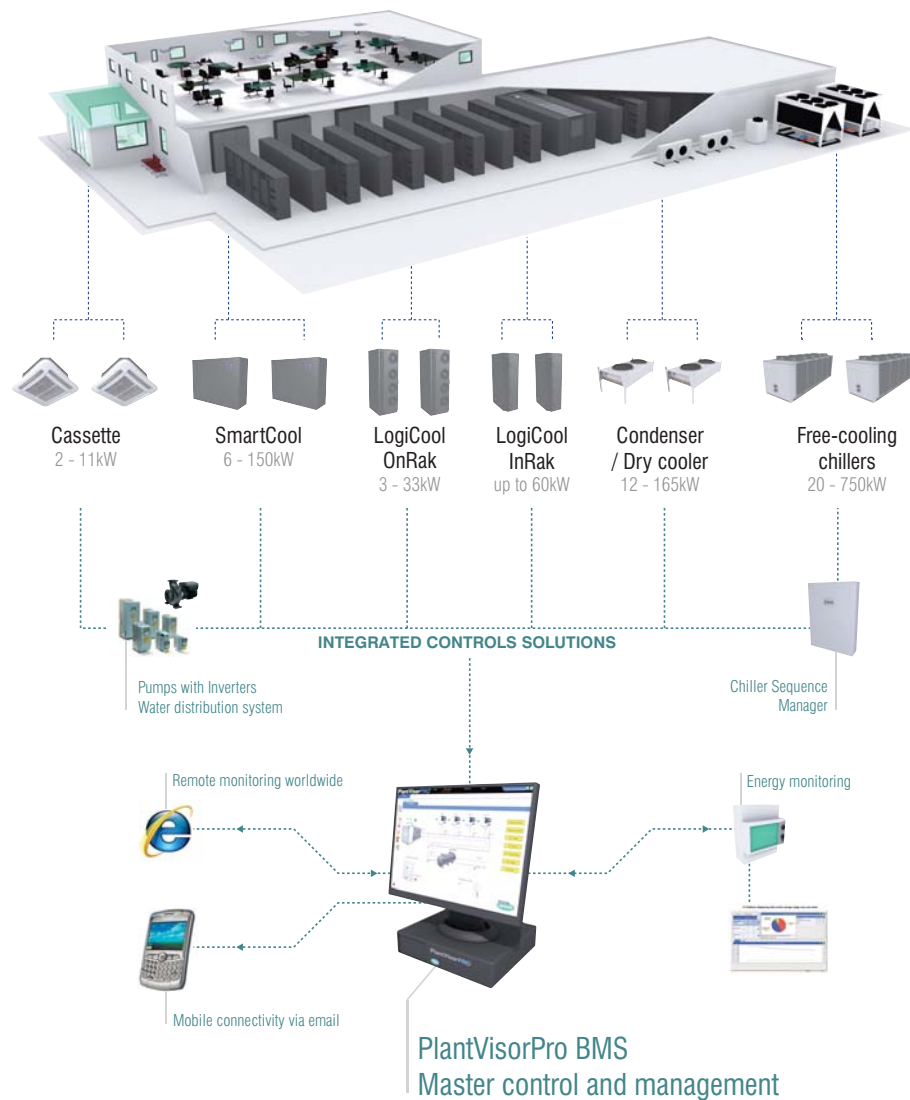 Cassette
2 - 11kW
SmartCool
6 - 150kW
LogiCool
OnRak
3 - 33kW
LogiCool
InRak
up to 60kW
Condenser
/ Dry cooler
12 - 165kW
Free-cooling
chillers
20 - 750kW
INTEGRATED CONTROLS SOLUTIONS
Pumps with Inverters
Water distribution system
Chiller Sequence
Manager
Remote monitoring worldwide
Energy monitoring
PlantVisorPRO
PlantVisorPRO
Mobile connectivity via email
PlantVisorPro BMS
Master control and management